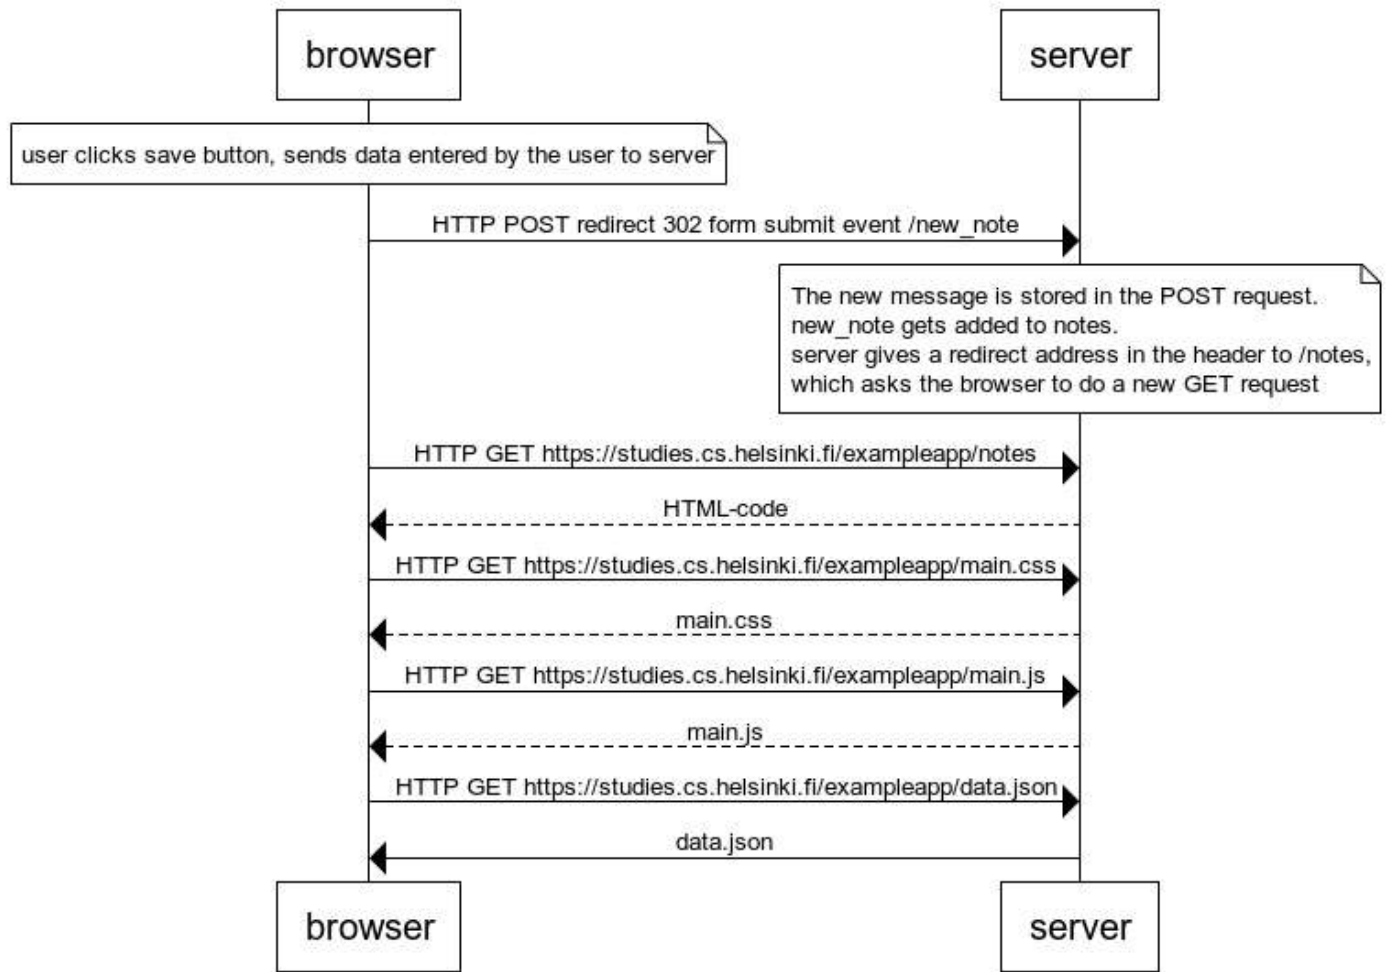 browser
server
user clicks save button, sends data entered by the user to server
HTTP POST redirect 302 form submit event /new_note
The new message is stored in the POST request.
new_note gets added to notes.
server gives a redirect address in the header to /notes,
which asks the browser to do a new GET request
HTTP GET https://studies.cs.helsinki.fi/exampleapp/notes
HTML-code
HTTP GET https://studies.cs.helsinki.fi/exampleapp/main.css
main.css
HTTP GET https://studies.cs.helsinki.fi/exampleapp/main.js
main.js
HTTP GET https://studies.cs.helsinki.fi/exampleapp/data.json
data.json
browser
server